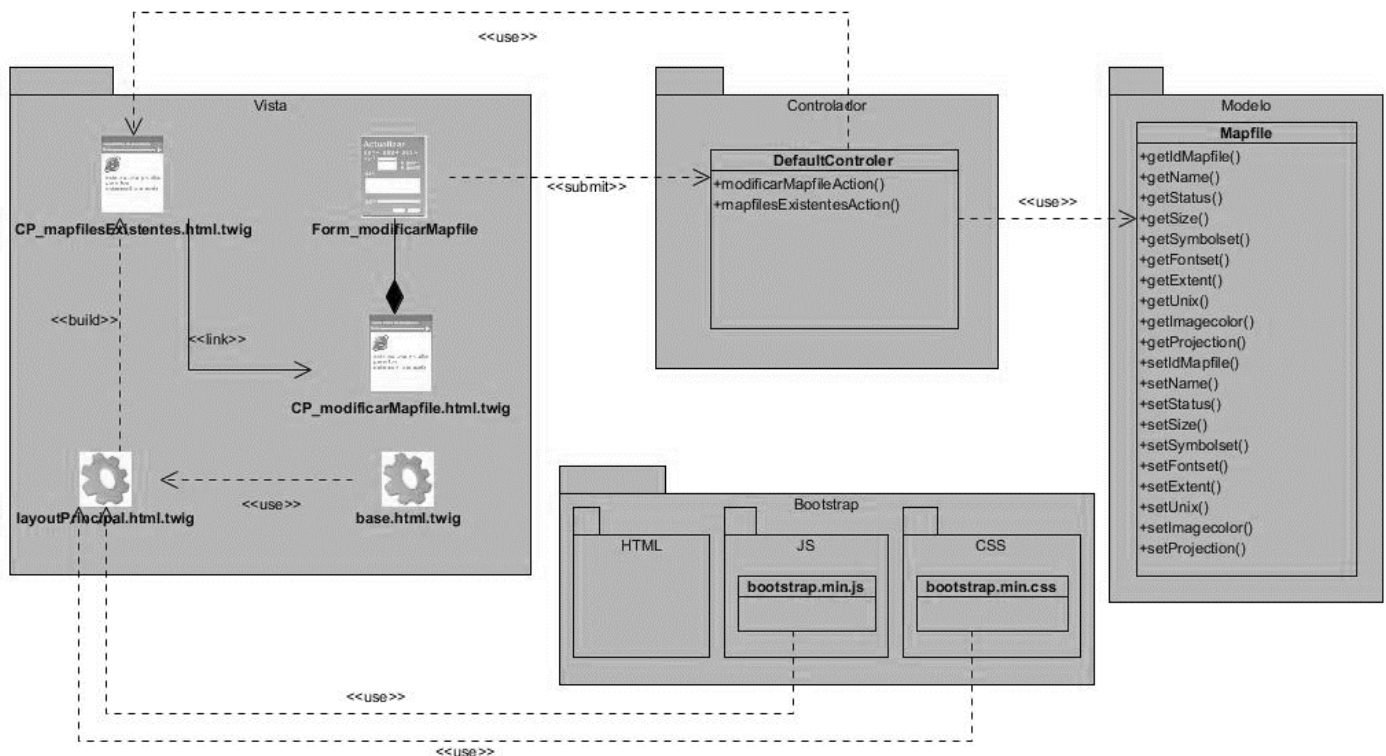 <<use>>
Vista
Controlador
Modelo
CP_mapfilesExistentes.html.twig
Actualizar
Form_modificarMapfile
<<submit>>
DefaultControler
+modificarMapfileAction()
+mapfilesExistentesAction()
<<use>>
Mapfile
+getIdMapfile()
+getName()
+getStatus()
+getSize()
+getSymbolset()
+getFontset()
+getExtent()
+getUnix()
+getImagecolor()
+getProjection()
+setIdMapfile()
+setName()
+setStatus()
+setSize()
+setSymbolset()
+setFontset()
+setExtent()
+setUnix()
+setImagecolor()
+setProjection()
<<build>>
<<link>>
CP_modificarMapfile.html.twig
layoutPrincipal.html.twig
<<use>>
base.html.twig
Bootstrap
HTML
JS
CSS
bootstrap.min.js
bootstrap.min.css
<<use>>
<<use>>